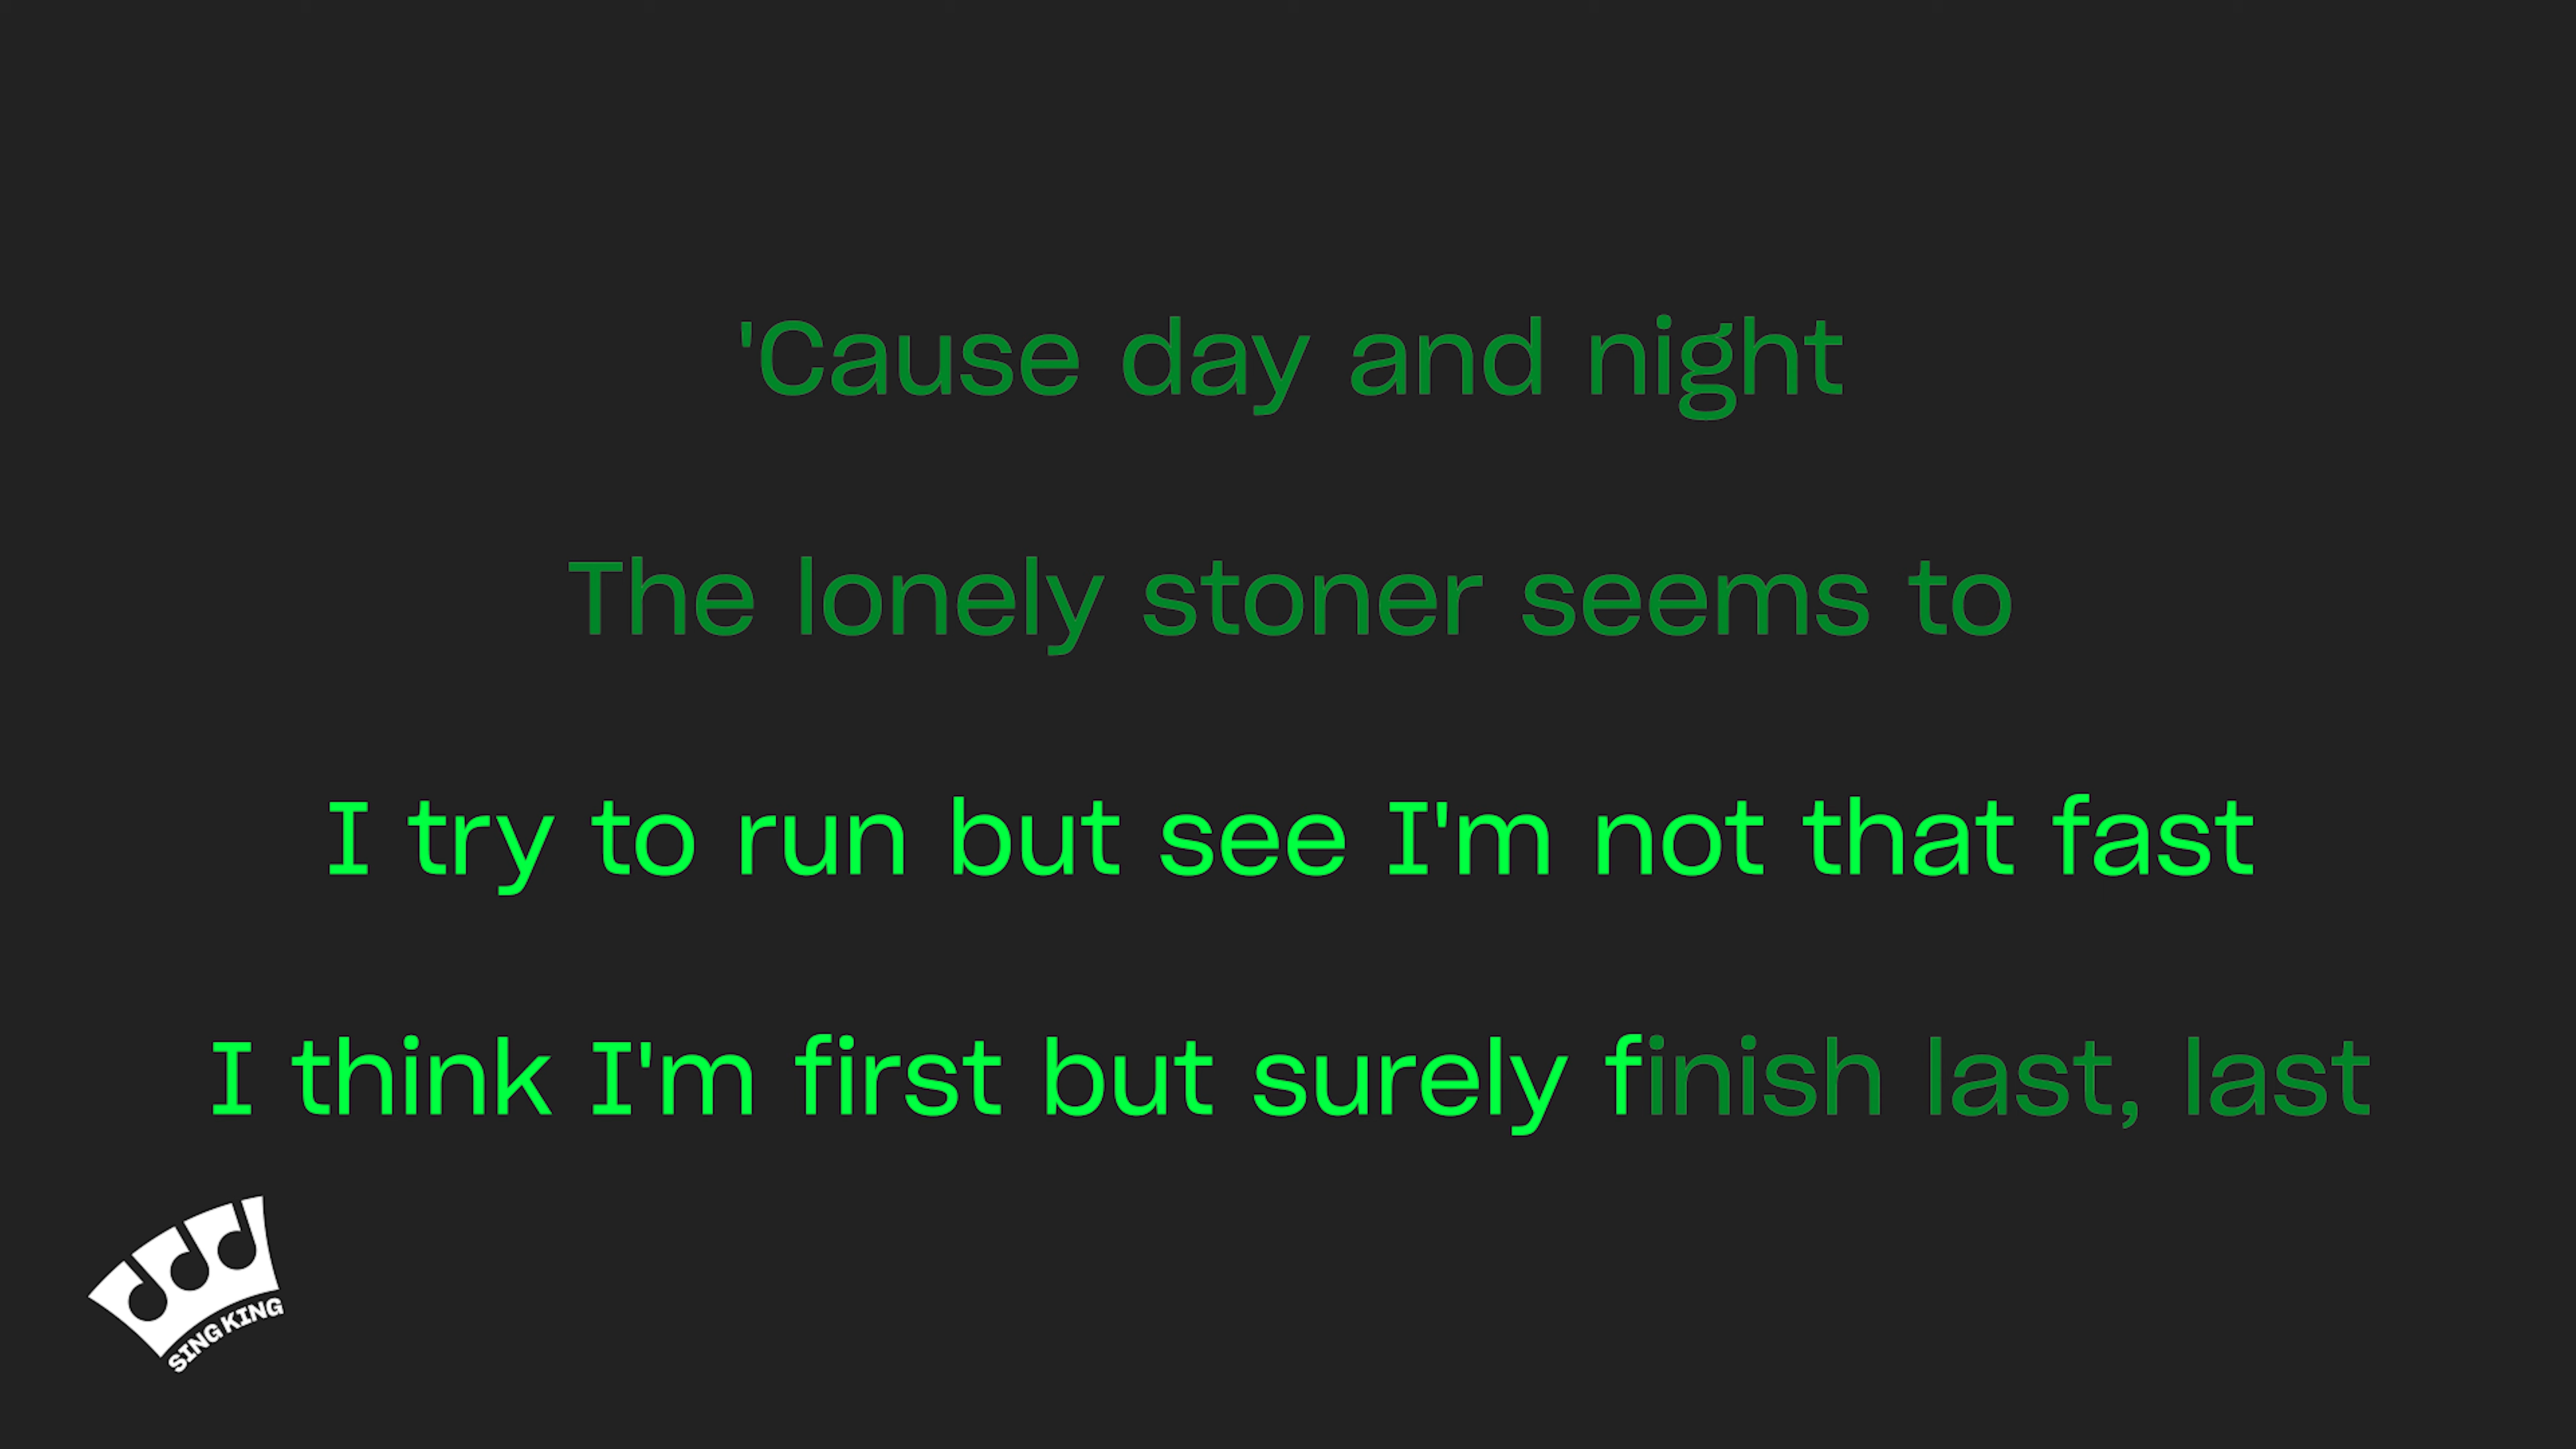 'Cause day and night
The lonely stoner seems to
I try to run but see I'm not that fast
I think I'm first but surely finish last, last
SING KING